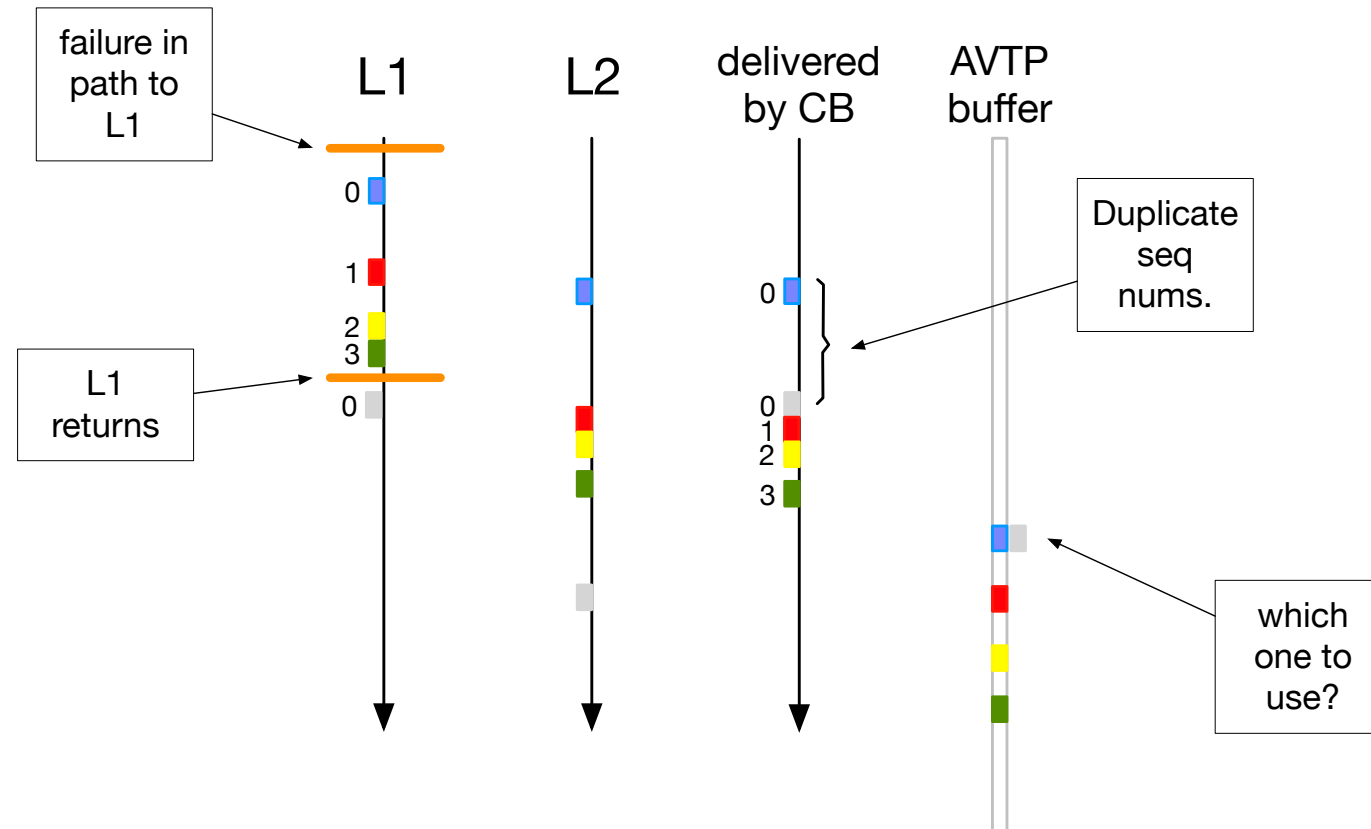 failure in
path to
L1
L1
L2
delivered
by CB
AVTP
buffer
0
1
2
3
0
L1
returns
0
0
1
2
3
Duplicate
seq
nums.
which
one to
use?